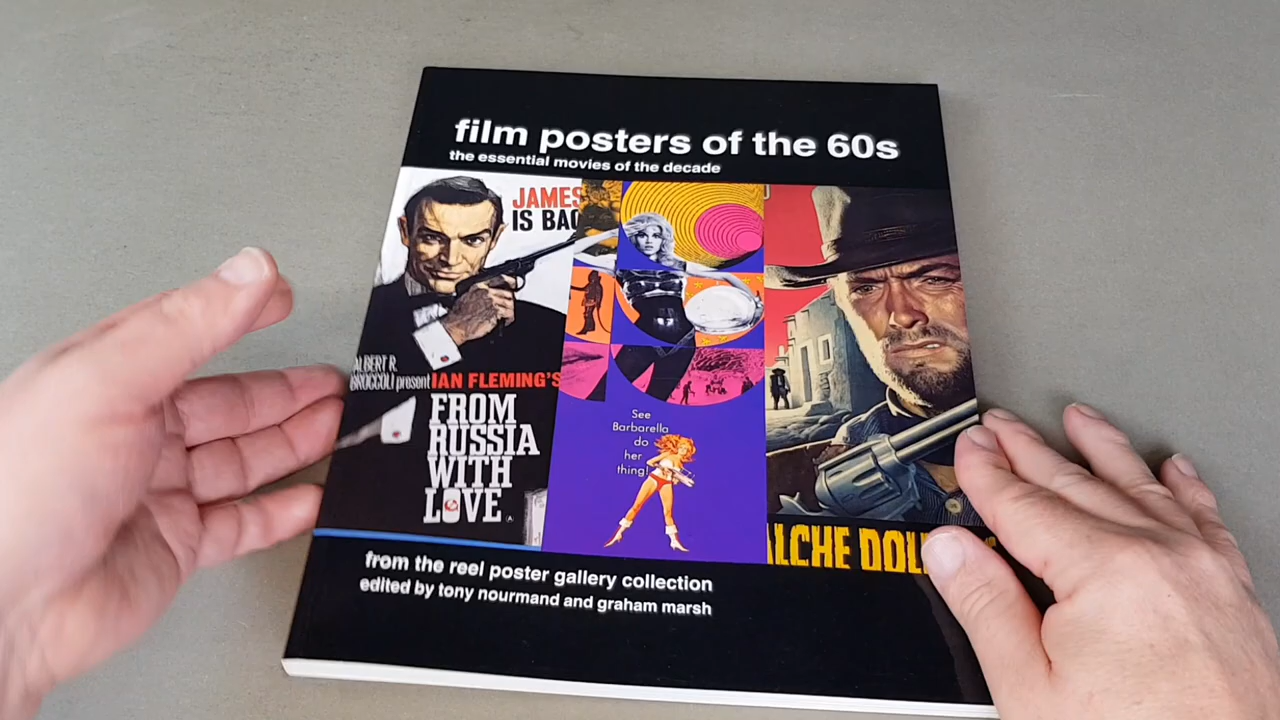 film posters of the 60s
the essential movies of the decade
JAMES
IS BAC
ALBERT R.
BROCCOLI present IAN FLEMING'S
FROM
RUSSIA
WITH
LOVE.
See
Barbarella
do
her
thing!
ALCHE DOLL
from the reel poster gallery collection
edited by tony nourmand and graham marsh